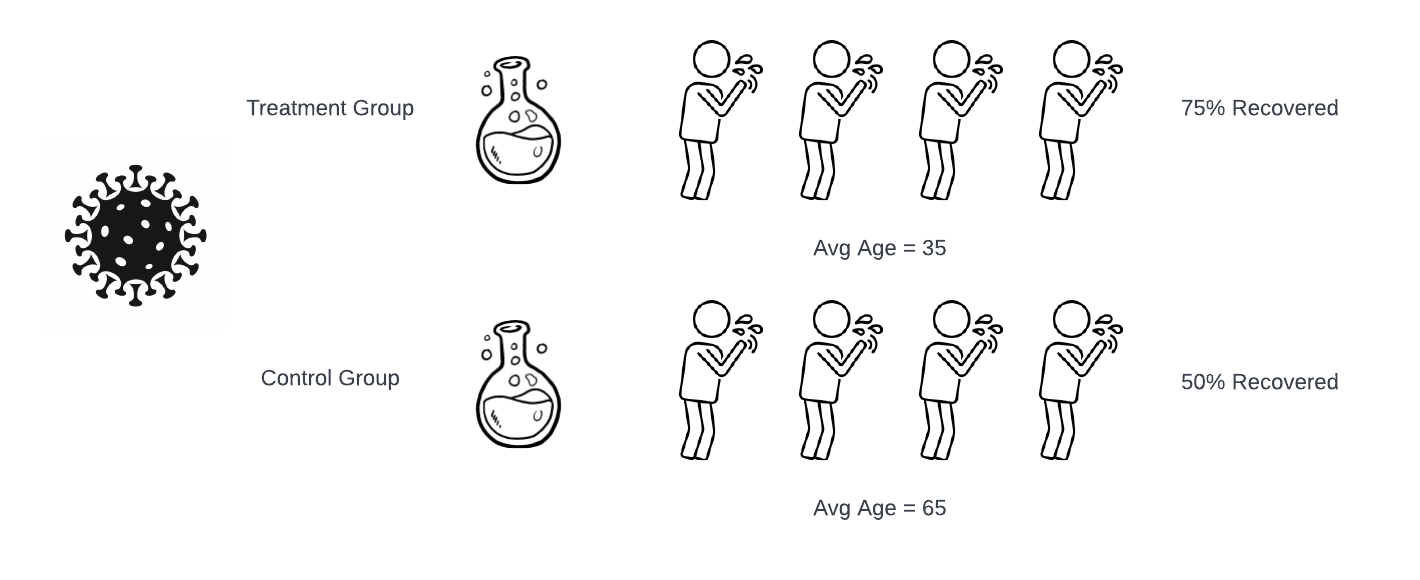 Treatment Group
75% Recovered
Avg Age = 35
Control Group
50% Recovered
Avg Age = 65